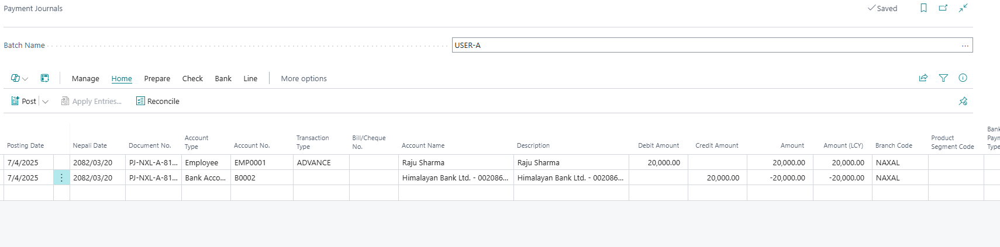 Payment Journals Saved
Batch Name USER-A ...
Manage Home Prepare Check Bank Line More options
Post Apply Entries... Reconcile
Posting Date Nepali Date Document No. Account Type Account No. Transaction Type Bill/Cheque No. Account Name Description Debit Amount Credit Amount Amount Amount (LCY) Branch Code Product Segment Code Bank Paym Type
7/4/2025 2082/03/20 PJ-NXL-A-81... Employee EMP0001 ADVANCE Raju Sharma Raju Sharma 20,000.00 20,000.00 20,000.00 NAXAL
7/4/2025 2082/03/20 PJ-NXL-A-81... Bank Acco... B0002 Himalayan Bank Ltd. - 002086... Himalayan Bank Ltd. - 002086... 20,000.00 -20,000.00 -20,000.00 NAXAL